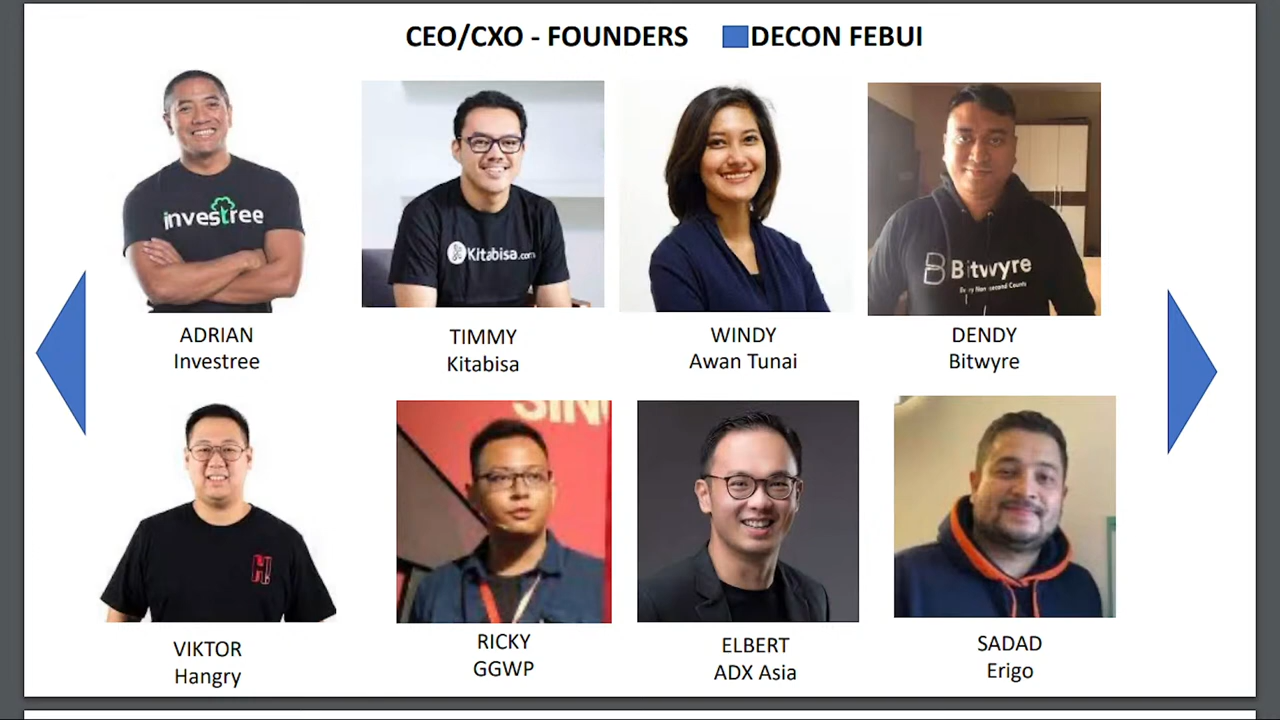 CEO/CXO - FOUNDERS DECON FEBUI
investree
Kitabisa.com
Bitwyre
ADRIAN
Investree
TIMMY
Kitabisa
WINDY
Awan Tunai
DENDY
Bitwyre
H!
SIN
VIKTOR
Hangry
RICKY
GGWP
ELBERT
ADX Asia
SADAD
Erigo